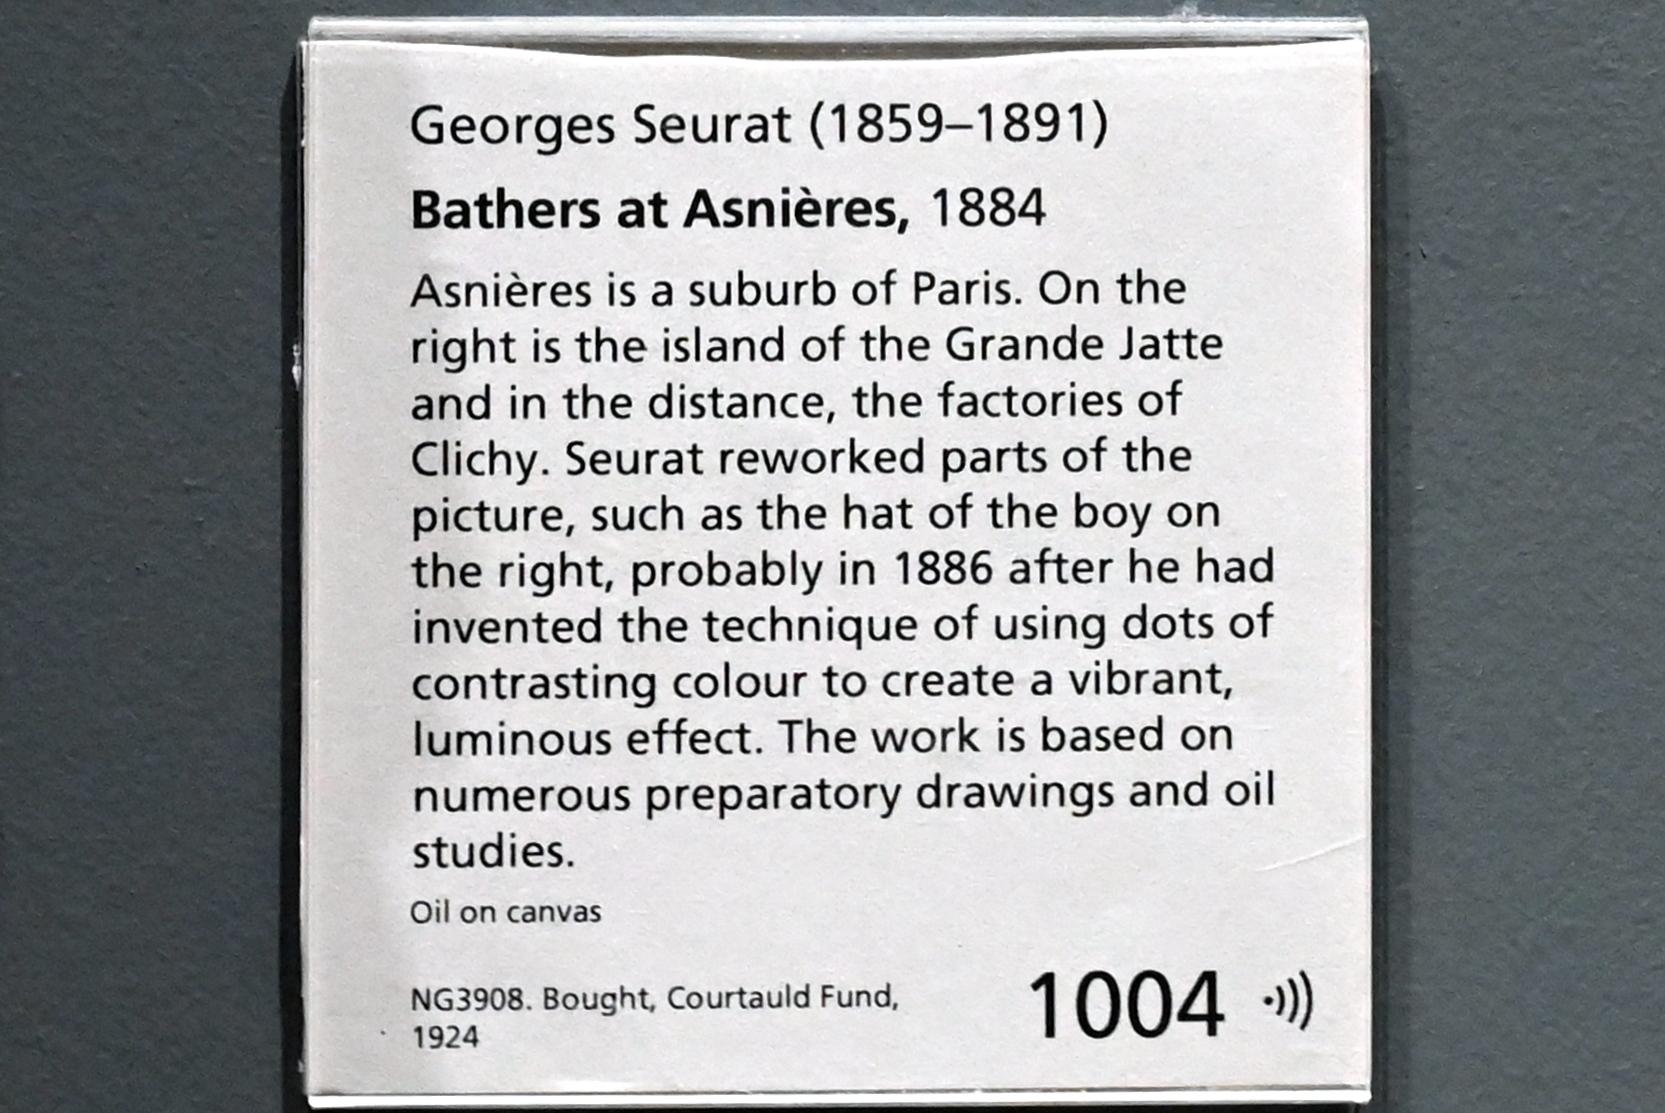 Georges Seurat (1859–1891)
Bathers at Asnières, 1884
Asnières is a suburb of Paris. On the
right is the island of the Grande Jatte
and in the distance, the factories of
Clichy. Seurat reworked parts of the
picture, such as the hat of the boy on
the right, probably in 1886 after he had
invented the technique of using dots of
contrasting colour to create a vibrant,
luminous effect. The work is based on
numerous preparatory drawings and oil
studies.
Oil on canvas
NG3908. Bought, Courtauld Fund,
1924
1004